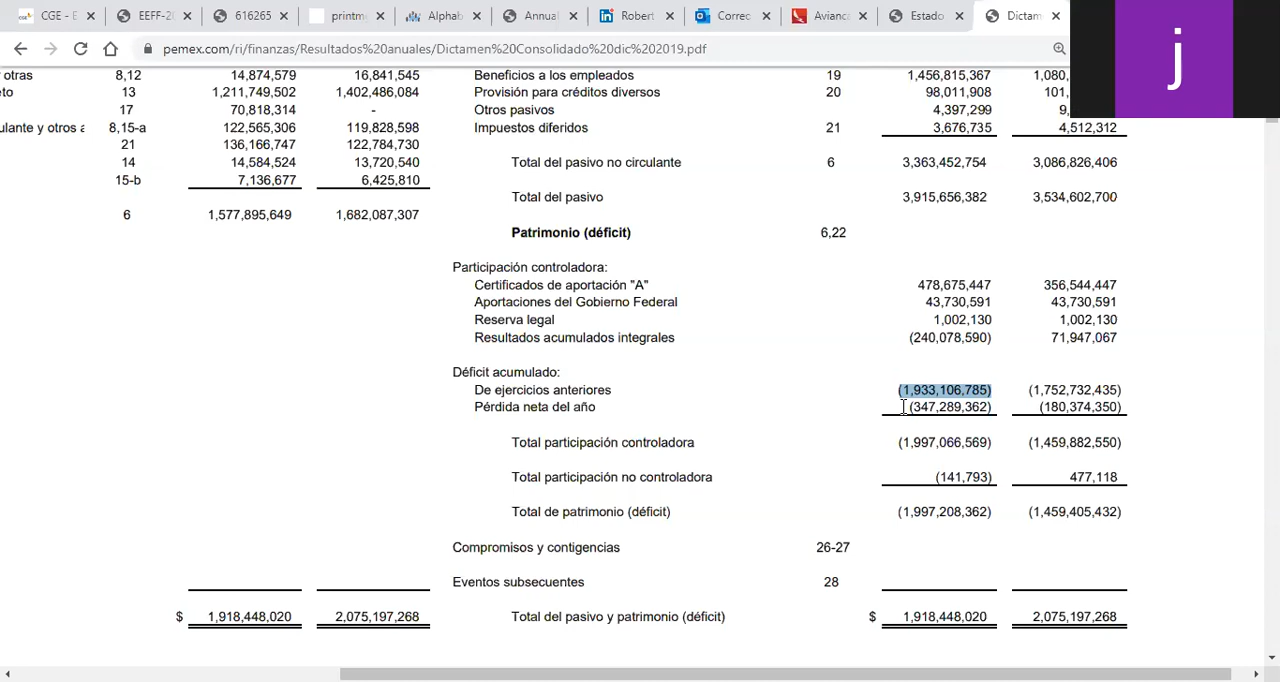 CGE - E
EEFF-2(
616265
printm
Alphab
Annua
Robert
Correc
Avianca
Estado
Dictam
pemex.com/ri/finanzas/Resultados%20anuales/Dictamen%20Consolidado%20dic%202019.pdf
j
otras 8,12 14,874,579 16,841,545 Beneficios a los empleados 19 1,456,815,367 1,080,
eto 13 1,211,749,502 1,402,486,084 Provisión para créditos diversos 20 98,011,908 101,
17 70,818,314 - Otros pasivos 4,397,299 9,
ulante y otros a 8,15-a 122,565,306 119,828,598 Impuestos diferidos 21 3,676,735 4,512,312
21 136,166,747 122,784,730
14 14,584,524 13,720,540 Total del pasivo no circulante 6 3,363,452,754 3,086,826,406
15-b 7,136,677 6,425,810
Total del pasivo 3,915,656,382 3,534,602,700
6 1,577,895,649 1,682,087,307
Patrimonio (déficit) 6,22
Participación controladora:
Certificados de aportación "A" 478,675,447 356,544,447
Aportaciones del Gobierno Federal 43,730,591 43,730,591
Reserva legal 1,002,130 1,002,130
Resultados acumulados integrales (240,078,590) 71,947,067
Déficit acumulado:
De ejercicios anteriores (1,933,106,785) (1,752,732,435)
Pérdida neta del año (347,289,362) (180,374,350)
Total participación controladora (1,997,066,569) (1,459,882,550)
Total participación no controladora (141,793) 477,118
Total de patrimonio (déficit) (1,997,208,362) (1,459,405,432)
Compromisos y contigencias 26-27
Eventos subsecuentes 28
$ 1,918,448,020 2,075,197,268 Total del pasivo y patrimonio (déficit) $ 1,918,448,020 2,075,197,268